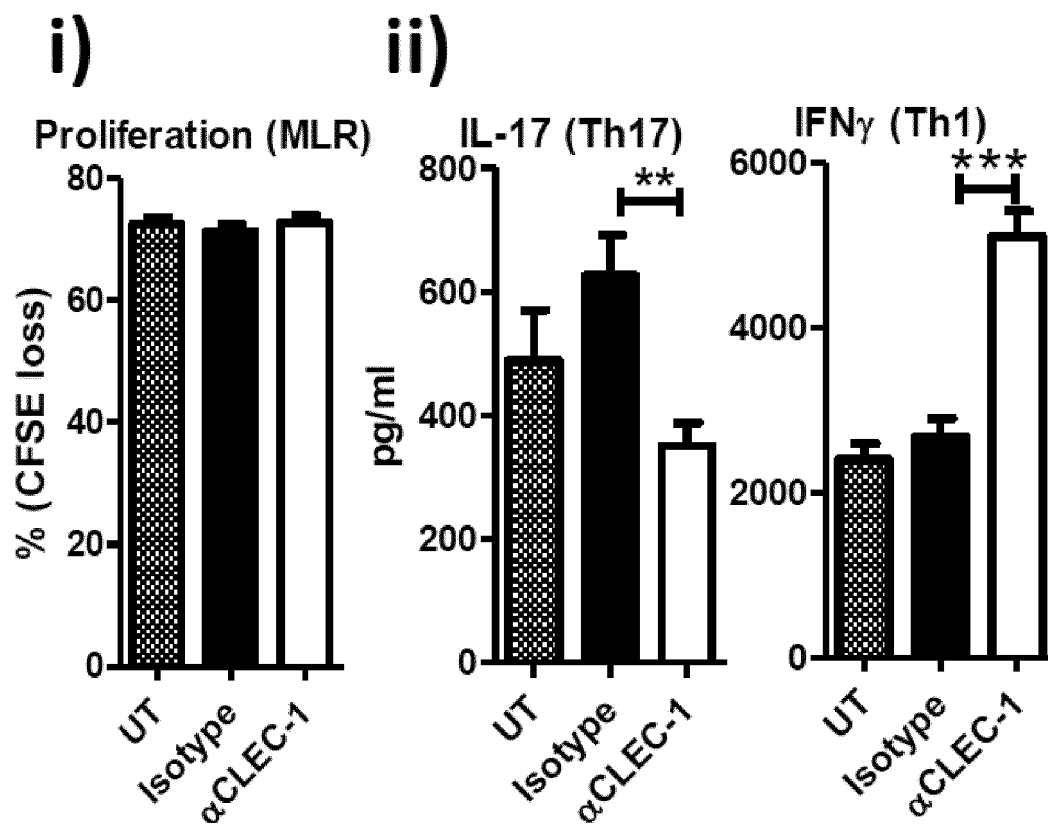 i)
Proliferation (MLR)
% (CFSE loss)
80
60
40
20
0
UT
Isotype
αCLEC-1
ii)
IL-17 (Th17)
pg/ml
800
600
400
200
0
**
UT
Isotype
αCLEC-1
IFNγ (Th1)
6000
4000
2000
0
***
UT
Isotype
αCLEC-1